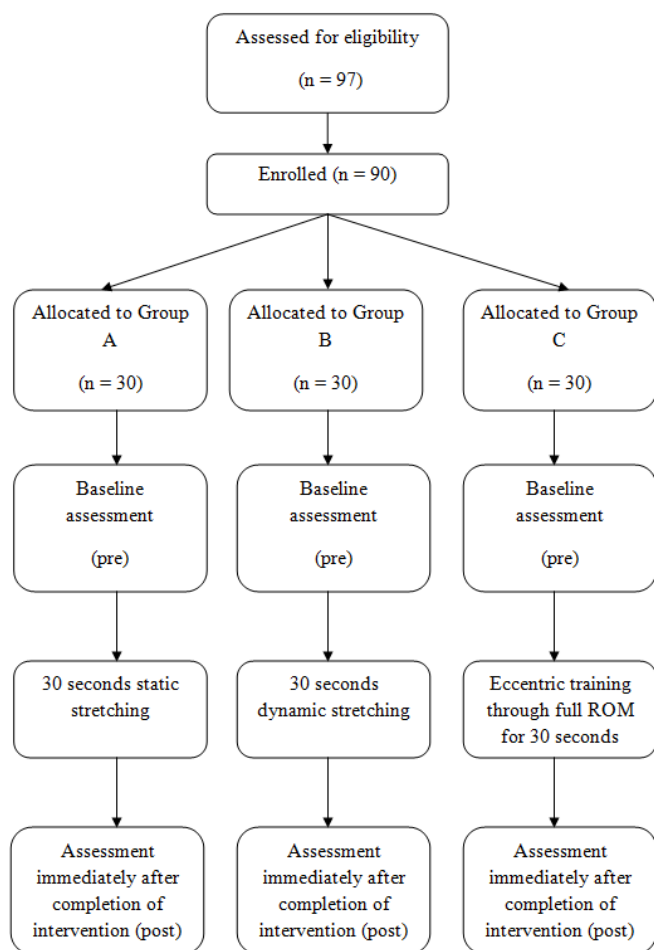 Assessed for eligibility
(n = 97)
Enrolled (n = 90)
Allocated to Group
A
(n = 30)
Allocated to Group
B
(n = 30)
Allocated to Group
C
(n = 30)
Baseline
assessment
(pre)
Baseline
assessment
(pre)
Baseline
assessment
(pre)
30 seconds static
stretching
30 seconds
dynamic stretching
Eccentric training
through full ROM
for 30 seconds
Assessment
immediately after
completion of
intervention (post)
Assessment
immediately after
completion of
intervention (post)
Assessment
immediately after
completion of
intervention (post)